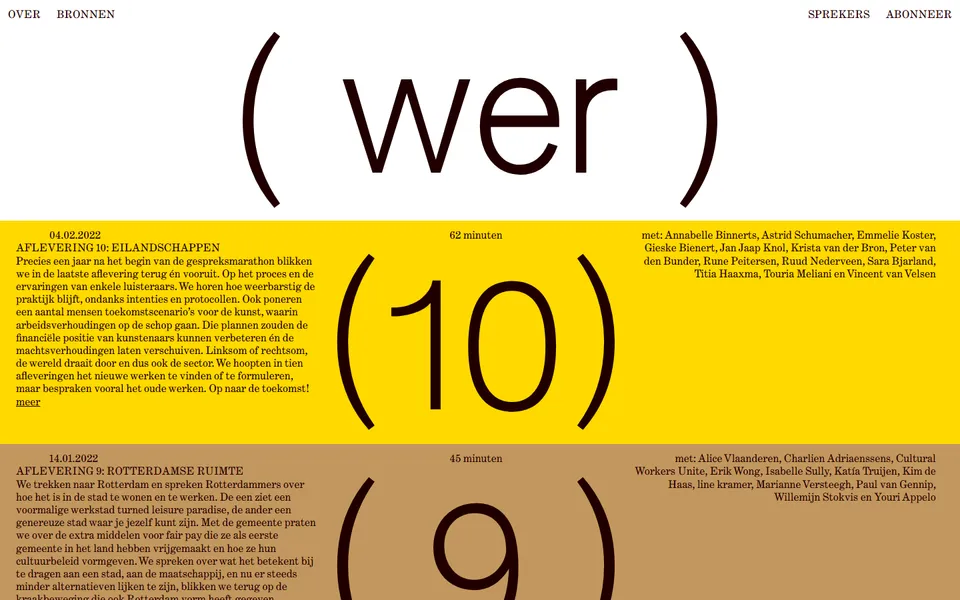 OVER BRONNEN SPREKERS ABONNEER
( wer )
04.02.2022
AFLEVERING 10: EILANDSCHAPPEN
Precies een jaar na het begin van de gespreksmarathon blikken
we in de laatste aflevering terug én vooruit. Op het proces en de
ervaringen van enkele luisteraars. We horen hoe weerbarstig de
praktijk blijft, ondanks intenties en protocollen. Ook poneren
een aantal mensen toekomstscenario's voor de kunst, waarin
arbeidsverhoudingen op de schop gaan. Die plannen zouden de
financiële positie van kunstenaars kunnen verbeteren én de
machtsverhoudingen laten verschuiven. Linksom of rechtsom,
de wereld draait door en dus ook de sector. We hoopten in tien
afleveringen het nieuwe werken te vinden of te formuleren,
maar bespraken vooral het oude werken. Op naar de toekomst!
meer
62 minuten
(10)
met: Annabelle Binnerts, Astrid Schumacher, Emmelie Koster,
Gieske Bienert, Jan Jaap Knol, Krista van der Bron, Peter van
den Bunder, Rune Peitersen, Ruud Nederveen, Sara Bjarland,
Titia Haaxma, Touria Meliani en Vincent van Velsen
14.01.2022
AFLEVERING 9: ROTTERDAMSE RUIMTE
We trekken naar Rotterdam en spreken Rotterdammers over
hoe het is in de stad te wonen en te werken. De een ziet een
voormalige werkstad turned leisure paradise, de ander een
genereuze stad waar je jezelf kunt zijn. Met de gemeente praten
we over de extra middelen voor fair pay die ze als eerste
gemeente in het land hebben vrijgemaakt en hoe ze hun
cultuurbeleid vormgeven. We spreken over wat het betekent bij
te dragen aan een stad, aan de maatschappij, en nu er steeds
minder alternatieven lijken te zijn, blikken we terug op de
kraakbeweging die ook Rotterdam vorm heeft gegeven
45 minuten
(9)
met: Alice Vlaanderen, Charlien Adriaenssens, Cultural
Workers Unite, Erik Wong, Isabelle Sully, Katía Truijen, Kim de
Haas, line kramer, Marianne Versteegh, Paul van Gennip,
Willemijn Stokvis en Youri Appelo